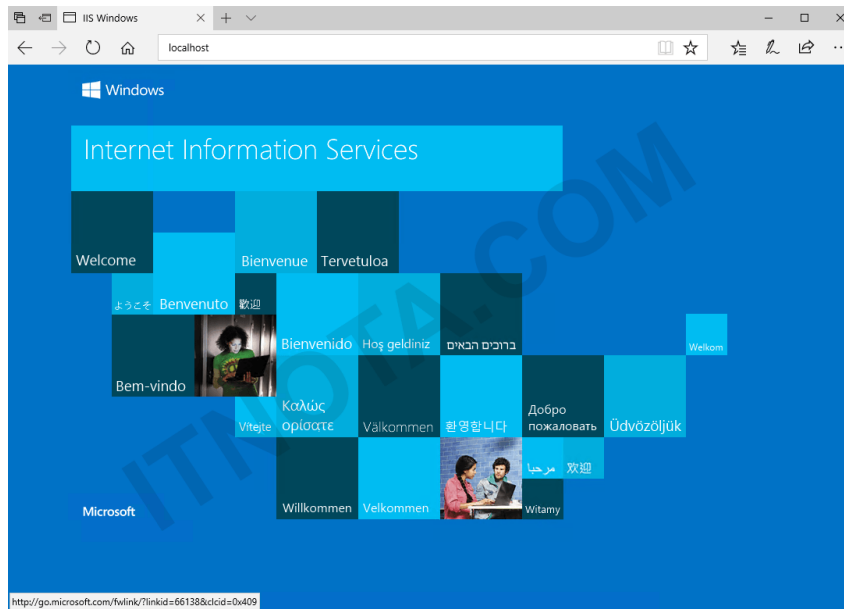 IIS Windows
localhost
Windows
Internet Information Services
Welcome
Bienvenue
Tervetuloa
ようこそ
Benvenuto
歡迎
Bienvenido
Hoş geldiniz
ברוכים הבאים
Welkom
Bem-vindo
Vítejte
Καλώς
ορίσατε
Välkommen
환영합니다
Добро
пожаловать
Üdvözöljük
Willkommen
Velkommen
مرحبا
欢迎
Witamy
Microsoft
ITNOTA.COM
http://go.microsoft.com/fwlink/?linkid=66138&clcid=0x409